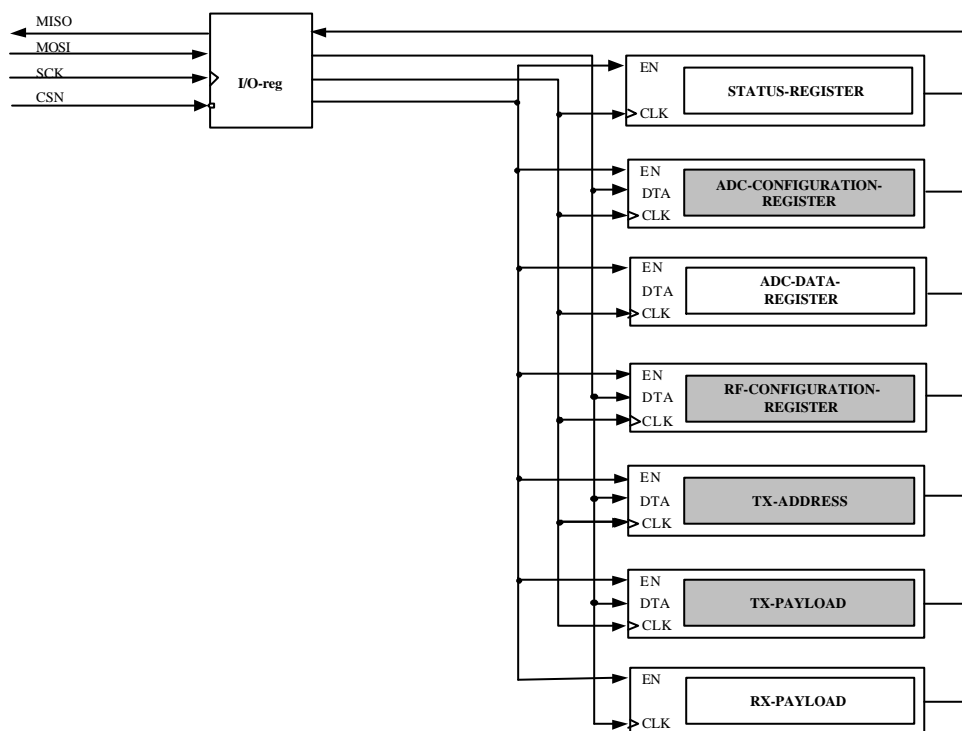 MISO
MOSI
SCK
CSN
I/O-reg
EN
STATUS-REGISTER
CLK
EN
DTA
CLK
ADC-CONFIGURATION-
REGISTER
EN
DTA
CLK
ADC-DATA-
REGISTER
EN
DTA
CLK
RF-CONFIGURATION-
REGISTER
EN
DTA
CLK
TX-ADDRESS
EN
DTA
CLK
TX-PAYLOAD
EN
CLK
RX-PAYLOAD